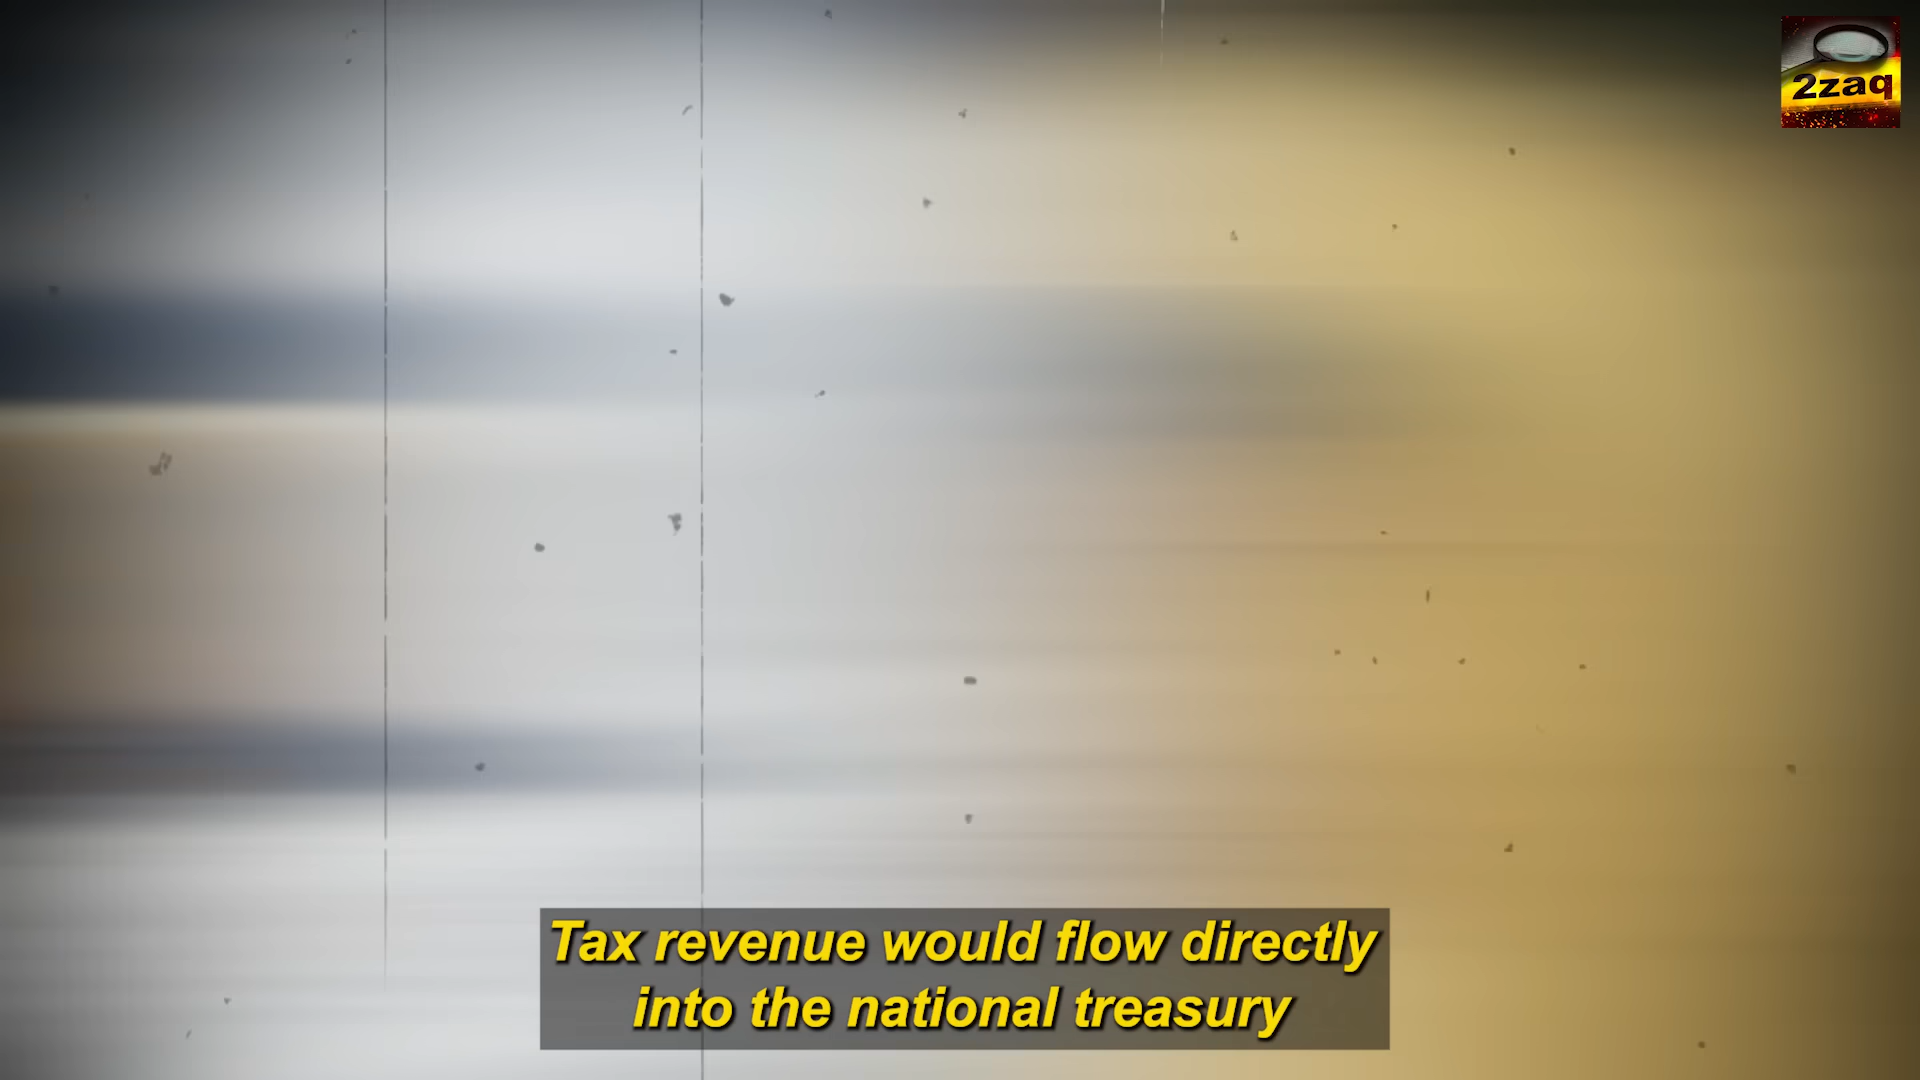 2zaq
Tax revenue would flow directly
into the national treasury